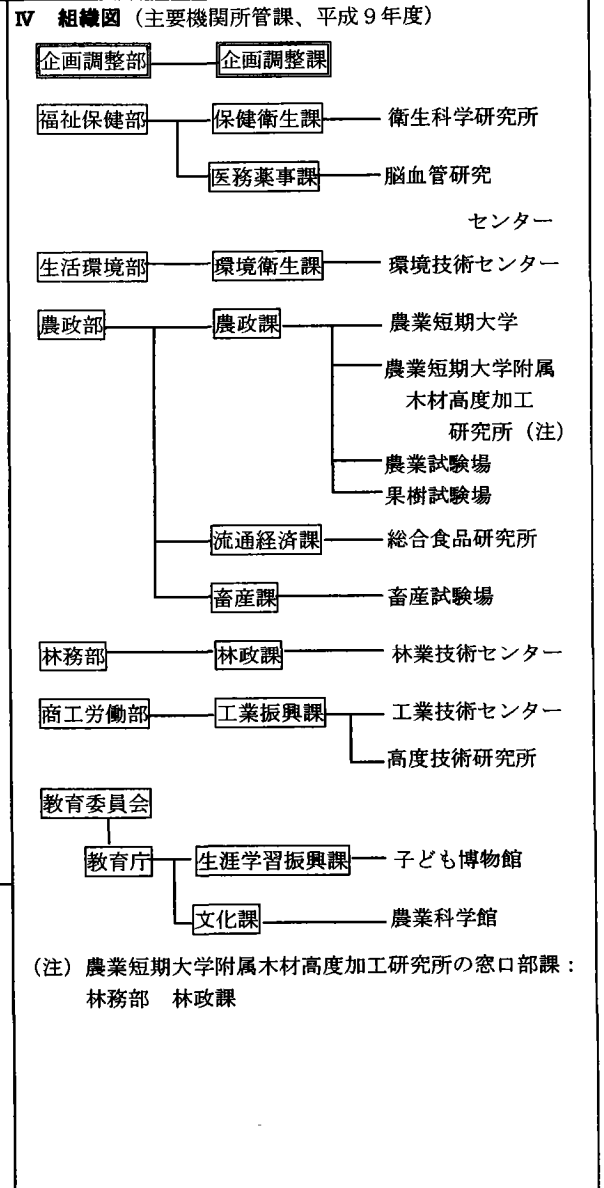 Ⅳ 組織図（主要機関所管課、平成９年度）
企画調整部 企画調整課
福祉保健部 保健衛生課 衛生科学研究所
医務薬事課 脳血管研究
センター
生活環境部 環境衛生課 環境技術センター
農政部 農政課 農業短期大学
農業短期大学附属
木材高度加工
研究所（注）
農業試験場
果樹試験場
流通経済課 総合食品研究所
畜産課 畜産試験場
林務部 林政課 林業技術センター
商工労働部 工業振興課 工業技術センター
高度技術研究所
教育委員会
教育庁 生涯学習振興課 子ども博物館
文化課 農業科学館
（注）農業短期大学附属木材高度加工研究所の窓口部課：
林務部 林政課